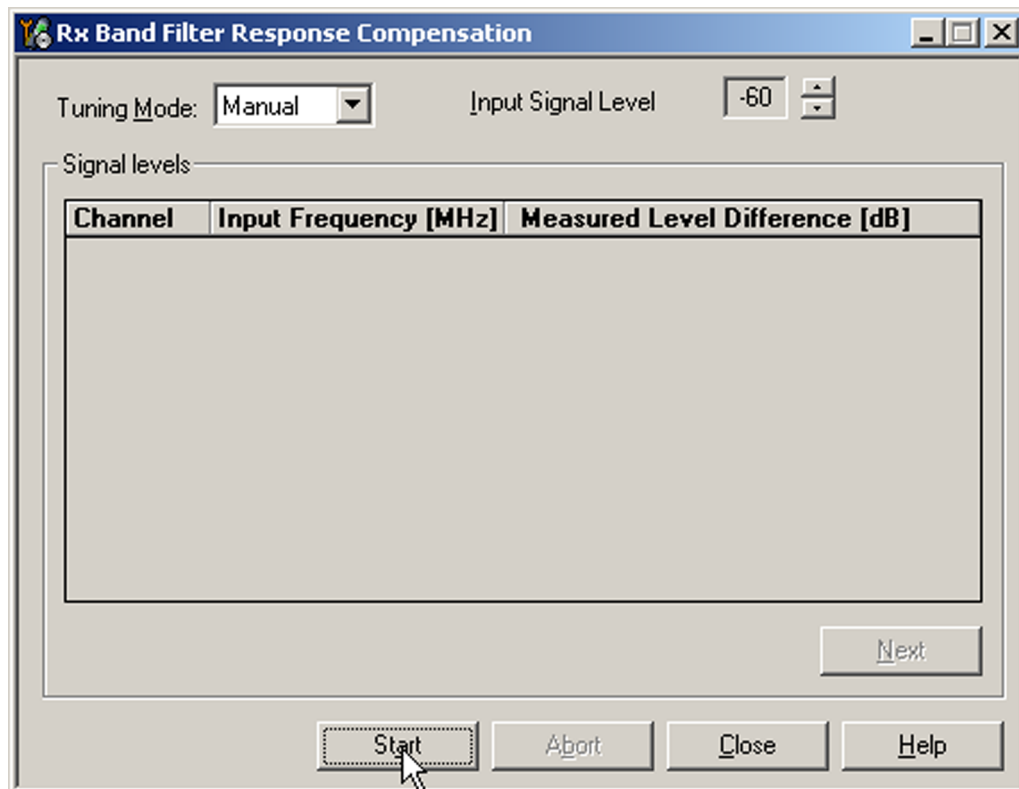 Rx Band Filter Response Compensation
Tuning Mode: Manual Input Signal Level -60
Signal levels
Channel Input Frequency [MHz] Measured Level Difference [dB]
Next
Start Abort Close Help